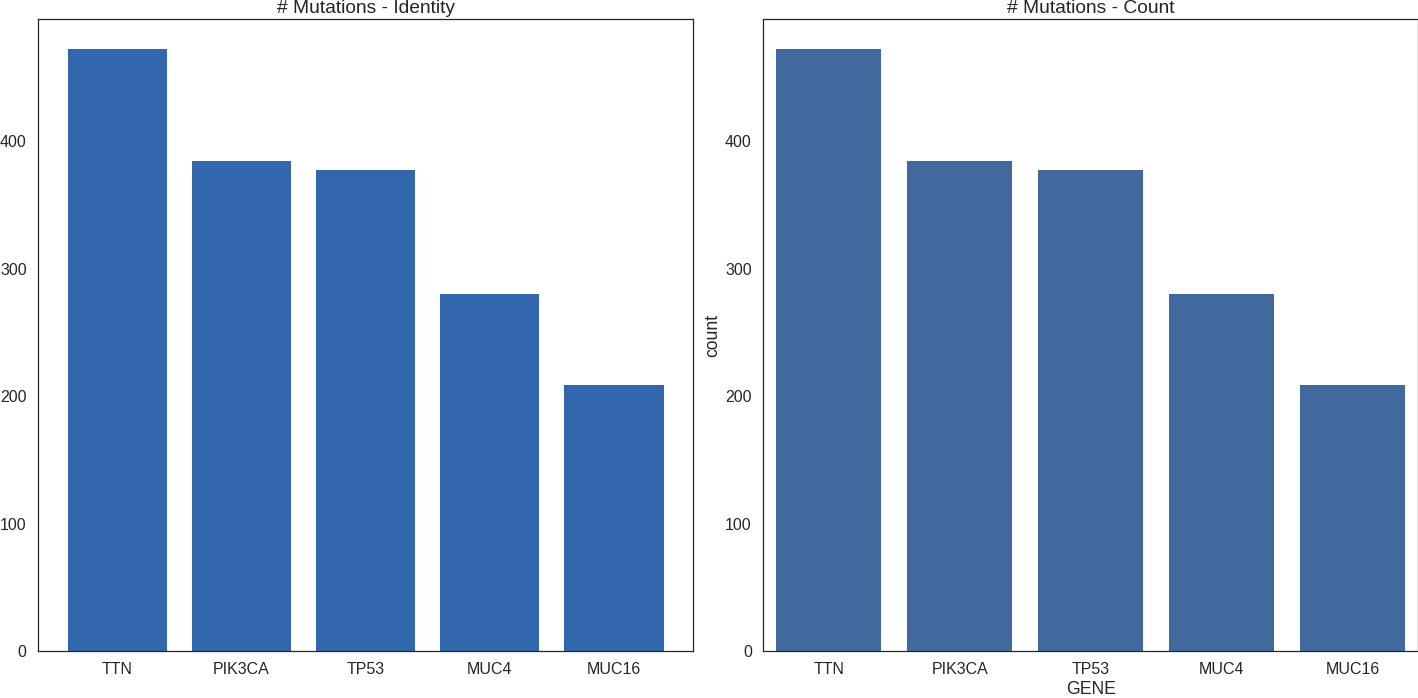 # Mutations - Identity
400
300
200
100
0
TTN PIK3CA TP53 MUC4 MUC16
# Mutations - Count
count
400
300
200
100
0
TTN PIK3CA TP53 MUC4 MUC16
GENE